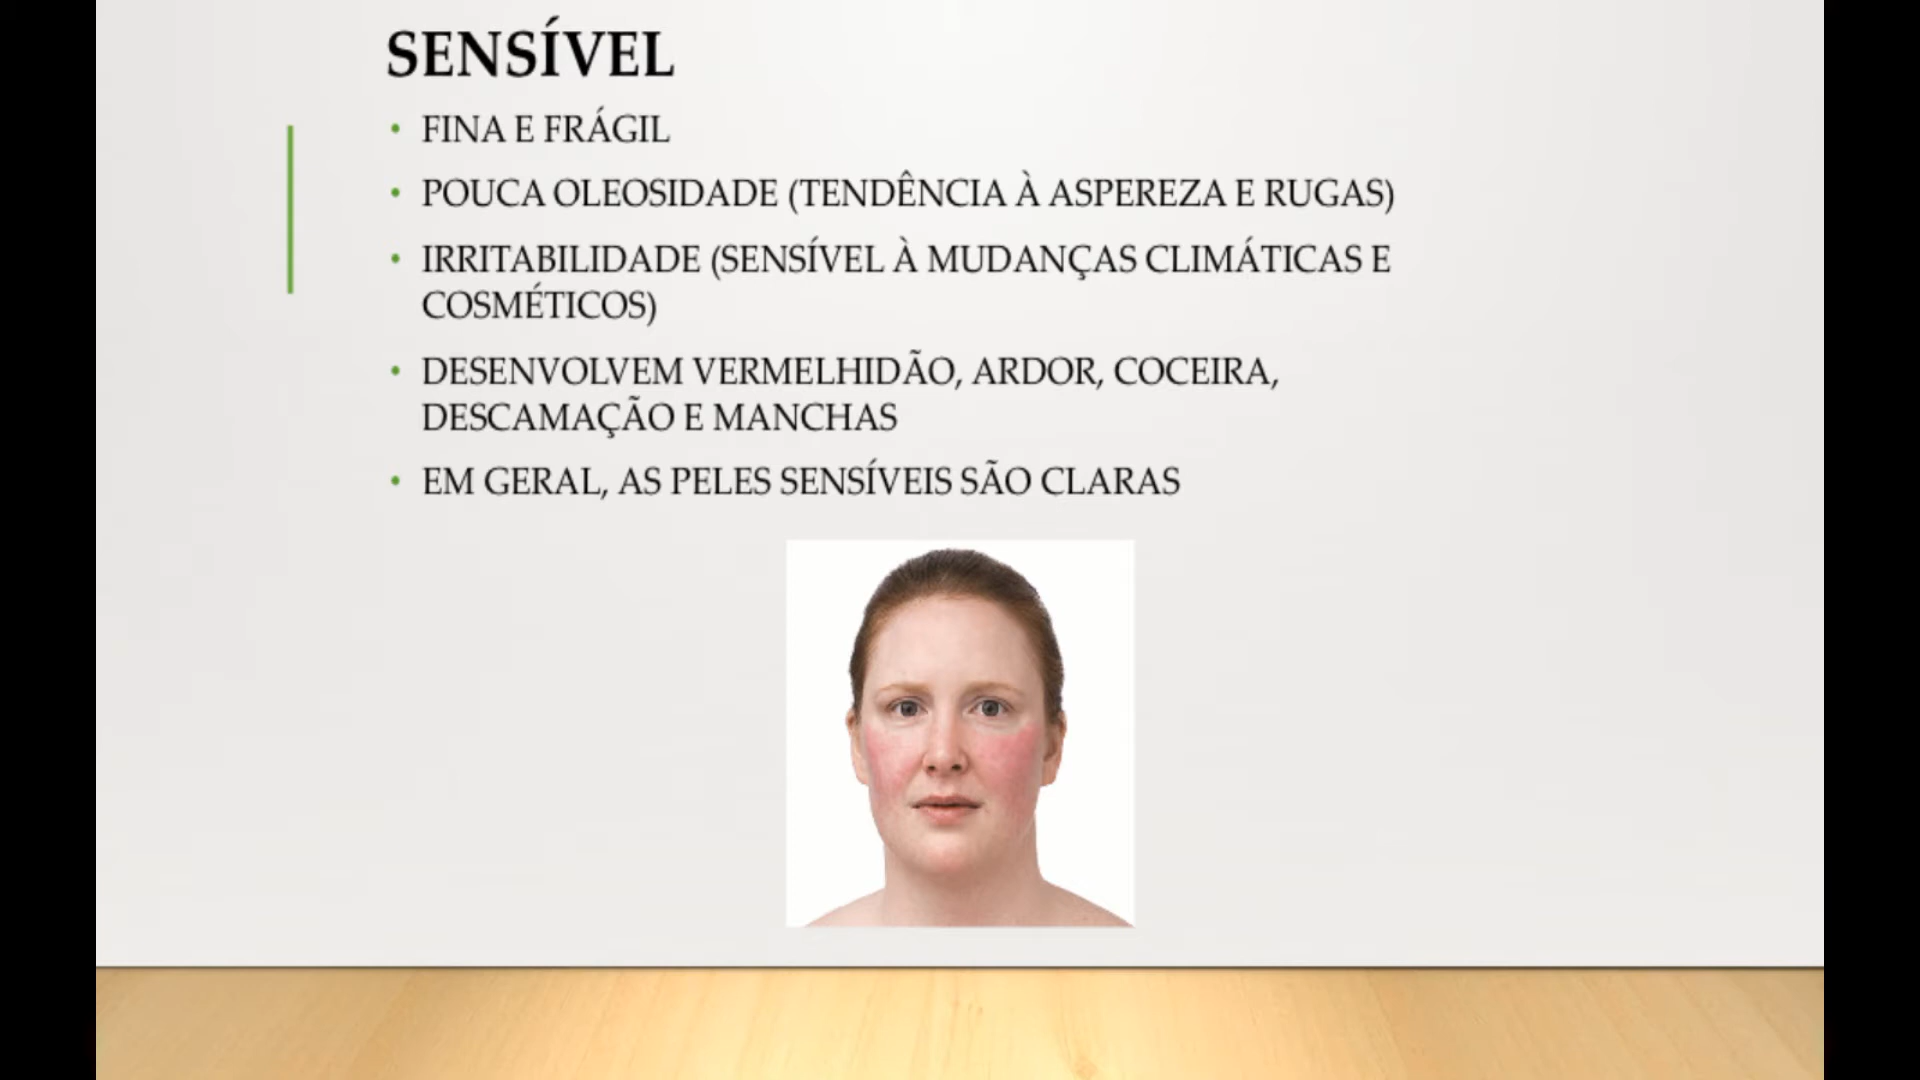 SENSÍVEL
• FINA E FRÁGIL
• POUCA OLEOSIDADE (TENDÊNCIA À ASPEREZA E RUGAS)
• IRRITABILIDADE (SENSÍVEL À MUDANÇAS CLIMÁTICAS E
COSMÉTICOS)
• DESENVOLVEM VERMELHIDÃO, ARDOR, COCEIRA,
DESCAMAÇÃO E MANCHAS
• EM GERAL, AS PELES SENSÍVEIS SÃO CLARAS